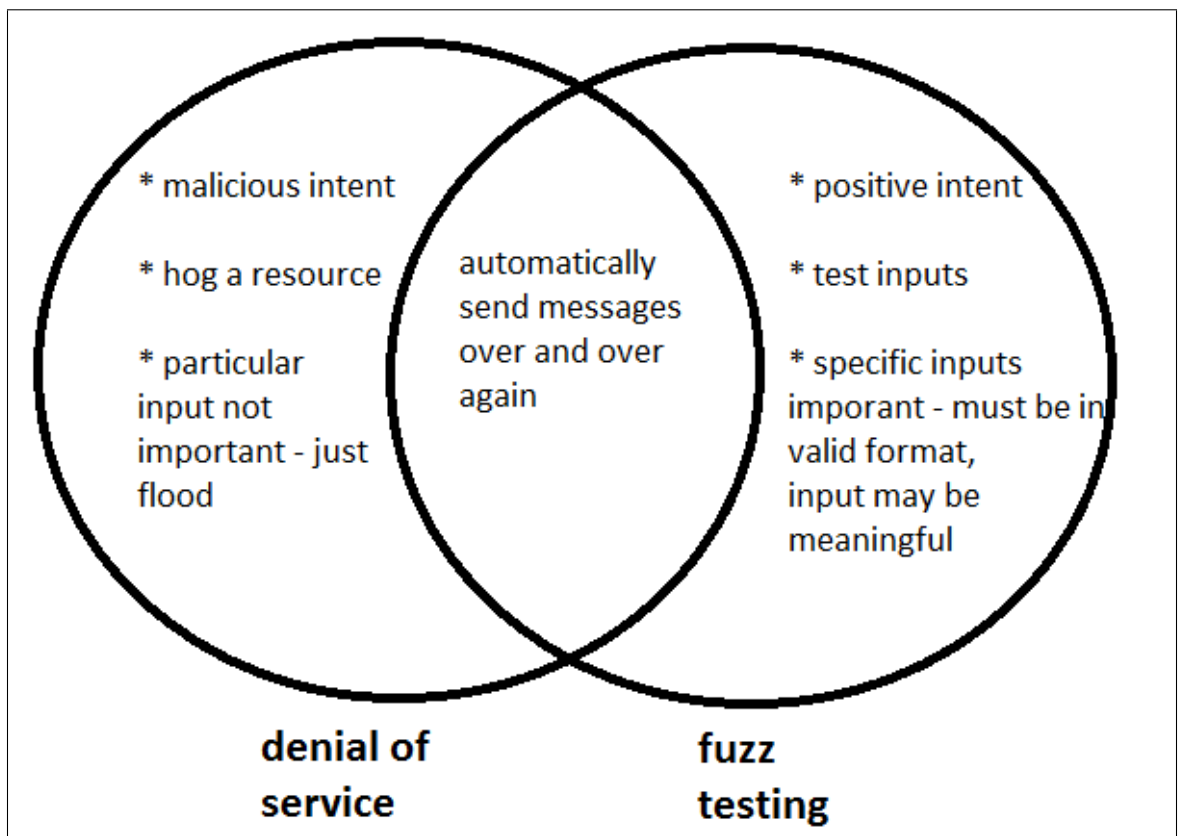 * malicious intent
* hog a resource
* particular
input not
important - just
flood
automatically
send messages
over and over
again
* positive intent
* test inputs
* specific inputs
imporant - must be in
valid format,
input may be
meaningful
denial of
service
fuzz
testing